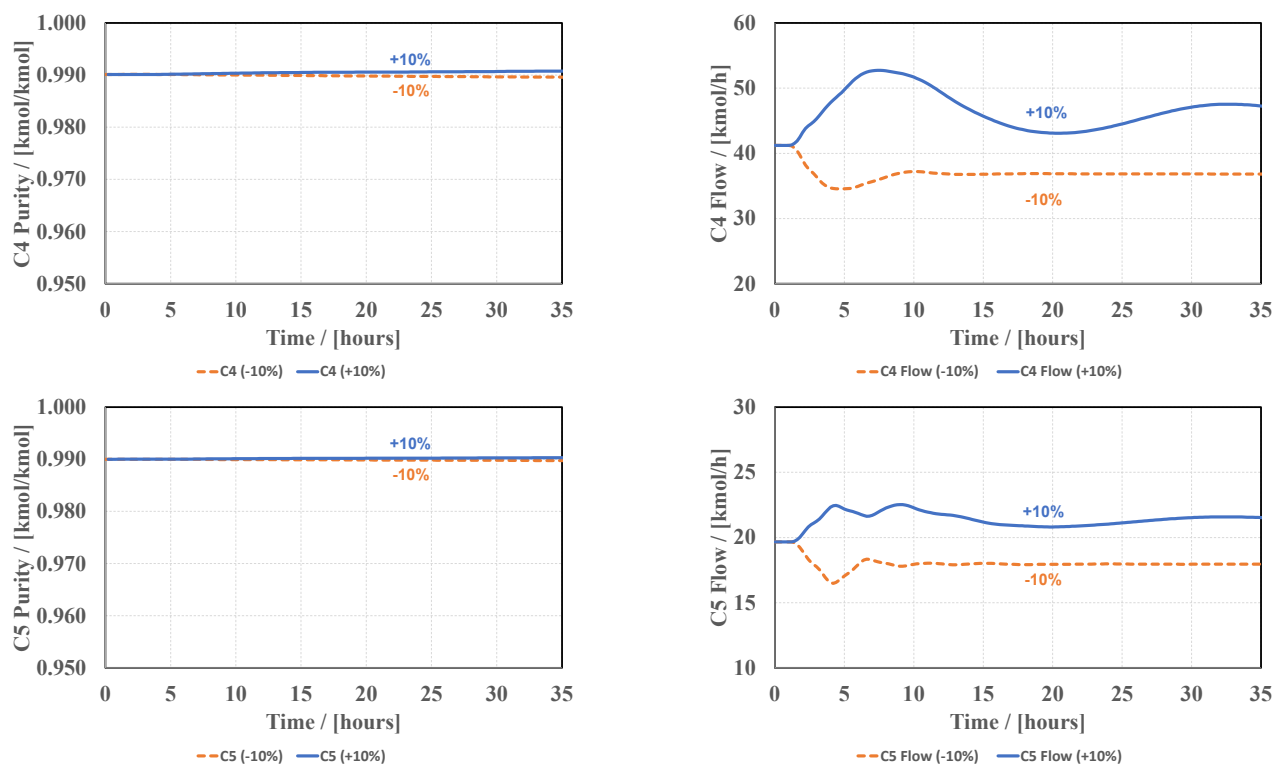 C4 Purity / [kmol/kmol]
1.000
0.990
0.980
0.970
0.960
0.950
+10%
-10%
0 5 10 15 20 25 30 35
Time / [hours]
C4 (-10%) C4 (+10%)
C4 Flow / [kmol/h]
60
50
40
30
20
+10%
-10%
0 5 10 15 20 25 30 35
Time / [hours]
C4 Flow (-10%) C4 Flow (+10%)
C5 Purity / [kmol/kmol]
1.000
0.990
0.980
0.970
0.960
0.950
+10%
-10%
0 5 10 15 20 25 30 35
Time / [hours]
C5 (-10%) C5 (+10%)
C5 Flow / [kmol/h]
30
25
20
15
10
+10%
-10%
0 5 10 15 20 25 30 35
Time / [hours]
C5 Flow (-10%) C5 Flow (+10%)